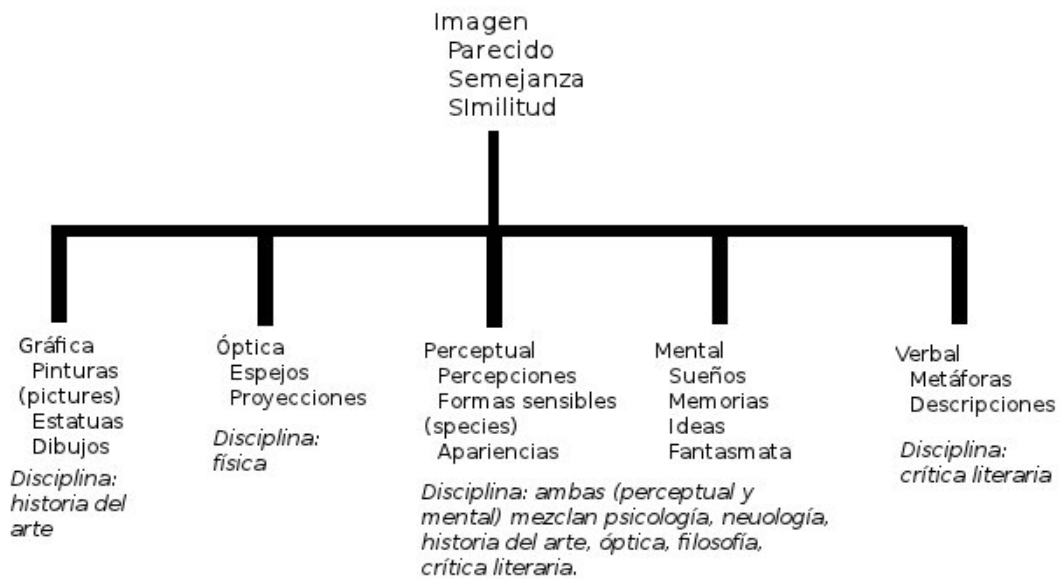 Imagen
Parecido
Semejanza
SImilitud
Gráfica
Pinturas
(pictures)
Estatuas
Dibujos
Disciplina:
historia del
arte
Óptica
Espejos
Proyecciones
Disciplina:
física
Perceptual
Percepciones
Formas sensibles
(species)
Apariencias
Mental
Sueños
Memorias
Ideas
Fantasmata
Disciplina: ambas (perceptual y
mental) mezclan psicología, neuología,
historia del arte, óptica, filosofía,
crítica literaria.
Verbal
Metáforas
Descripciones
Disciplina:
crítica literaria